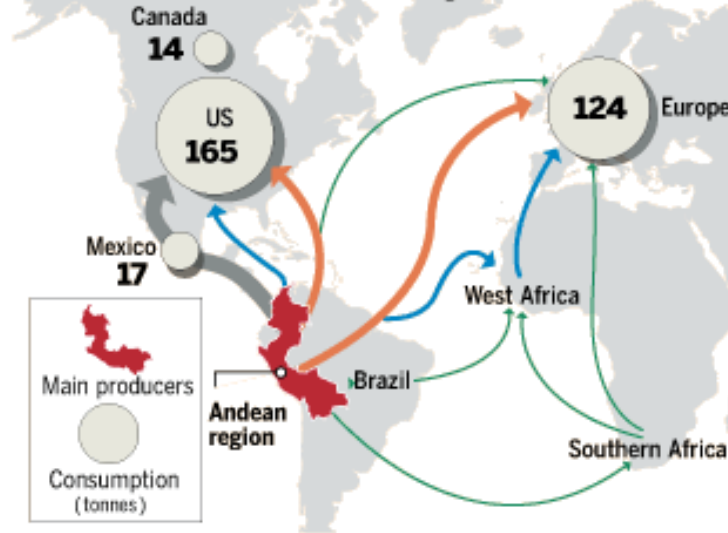 Canada
14
US
165
124
Europe
Mexico
17
West Africa
Main producers
Brazil
Andean
region
Southern Africa
Consumption
(tonnes)